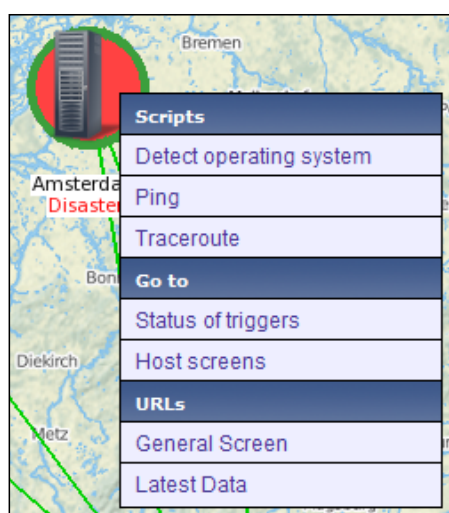 Bremen
Scripts
Detect operating system
Amsterda
Disaster
Ping
Traceroute
Go to
Status of triggers
Host screens
Diekirch
URLs
Metz
General Screen
Latest Data